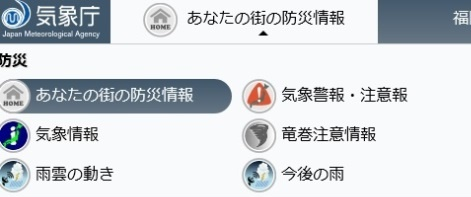 気象庁
Japan Meteorological Agency
HOME
あなたの街の防災情報
防災
HOME
あなたの街の防災情報
気象警報・注意報
気象情報
竜巻注意情報
雨雲の動き
今後の雨